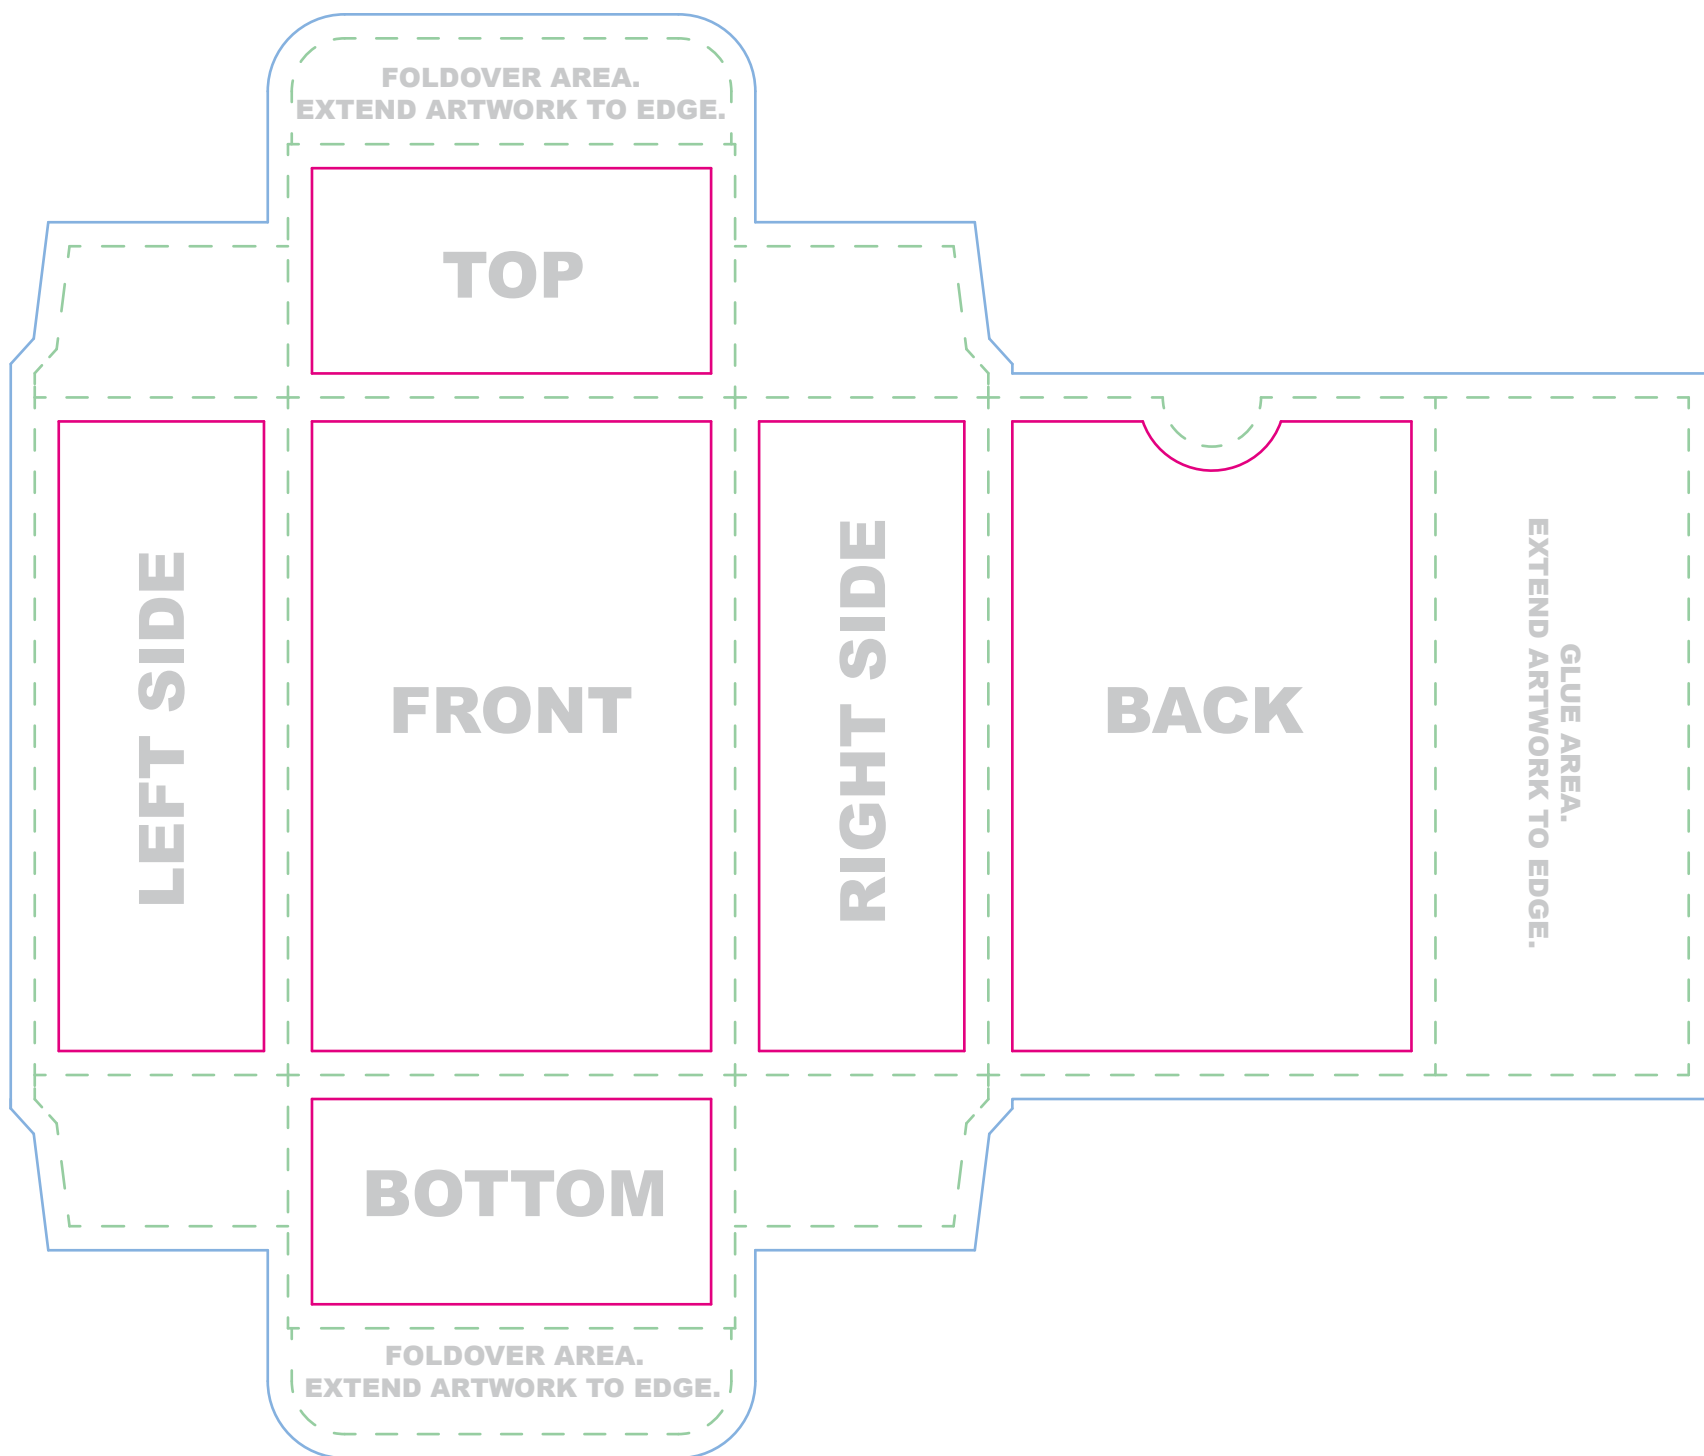 FOLDOVER AREA.
EXTEND ARTWORK TO EDGE.
TOP
LEFT SIDE
FRONT
RIGHT SIDE
BACK
GLUE AREA.
EXTEND ARTWORK TO EDGE.
BOTTOM
FOLDOVER AREA.
EXTEND ARTWORK TO EDGE.